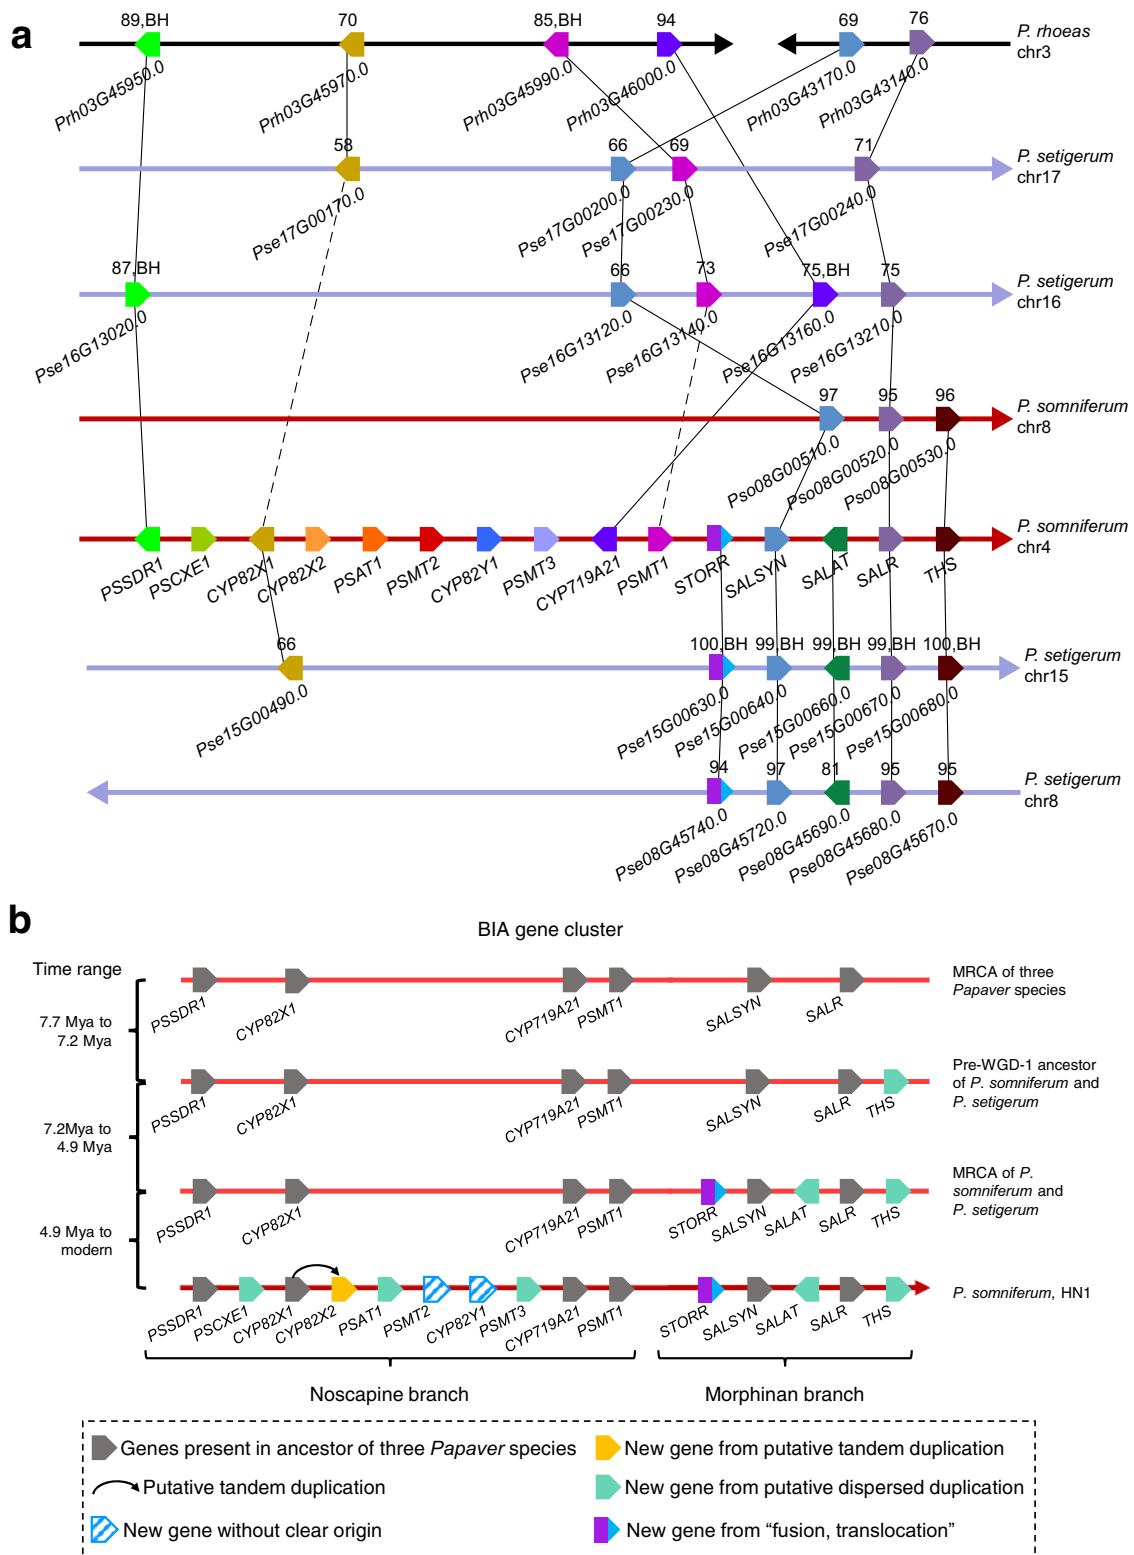 a
89,BH 70 85,BH 94 69 76
P. rhoeas
chr3
Prh03G45950.0 Prh03G45970.0 Prh03G45990.0 Prh03G46000.0 Prh03G43170.0 Prh03G43140.0
58 66 69 71
P. setigerum
chr17
Pse17G00170.0 Pse17G00200.0 Pse17G00230.0 Pse17G00240.0
87,BH 66 73 75,BH 75
P. setigerum
chr16
Pse16G13020.0 Pse16G13120.0 Pse16G13140.0 Pse16G13160.0 Pse16G13210.0
97 95 96
P. somniferum
chr8
Pso08G00510.0 Pso08G00520.0 Pso08G00530.0
P. somniferum
chr4
PSSDR1 PSCXE1 CYP82X1 CYP82X2 PSAT1 PSMT2 CYP82Y1 PSMT3 CYP719A21 PSMT1 STORR SALSYN SALAT SALR THS
66 100,BH 99,BH 99,BH 99,BH 100,BH
P. setigerum
chr15
Pse15G00490.0 Pse15G00630.0 Pse15G00640.0 Pse15G00660.0 Pse15G00670.0 Pse15G00680.0
94 97 81 95 95
P. setigerum
chr8
Pse08G45740.0 Pse08G45720.0 Pse08G45690.0 Pse08G45680.0 Pse08G45670.0
b
BIA gene cluster
Time range
MRCA of three
Papaver species
PSSDR1 CYP82X1 CYP719A21 PSMT1 SALSYN SALR
7.7 Mya to
7.2 Mya
Pre-WGD-1 ancestor
of P. somniferum and
P. setigerum
PSSDR1 CYP82X1 CYP719A21 PSMT1 SALSYN SALR THS
7.2Mya to
4.9 Mya
MRCA of P.
somniferum and
P. setigerum
PSSDR1 CYP82X1 CYP719A21 PSMT1 STORR SALSYN SALAT SALR THS
4.9 Mya to
modern
P. somniferum, HN1
PSSDR1 PSCXE1 CYP82X1 CYP82X2 PSAT1 PSMT2 CYP82Y1 PSMT3 CYP719A21 PSMT1 STORR SALSYN SALAT SALR THS
Noscapine branch Morphinan branch
Genes present in ancestor of three Papaver species
New gene from putative tandem duplication
Putative tandem duplication
New gene from putative dispersed duplication
New gene without clear origin
New gene from “fusion, translocation”